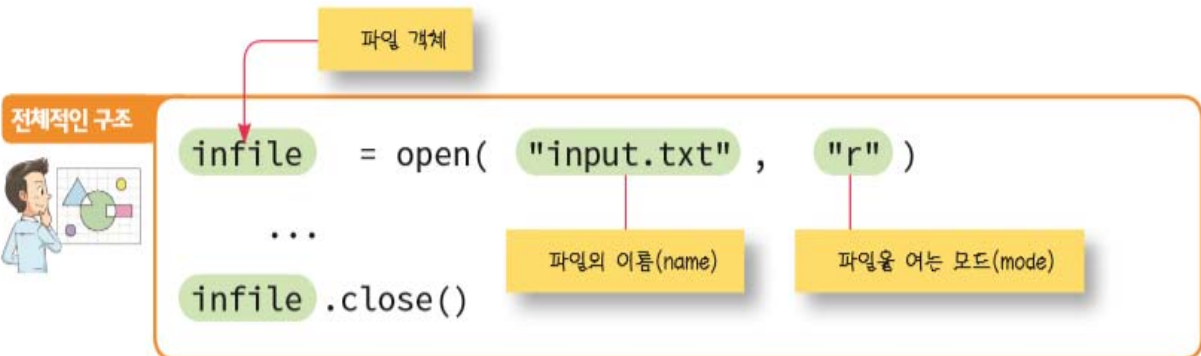 파일 객체
전체적인 구조
infile = open( "input.txt" , "r" )
...
파일의 이름(name) 파일을 여는 모드(mode)
infile .close()